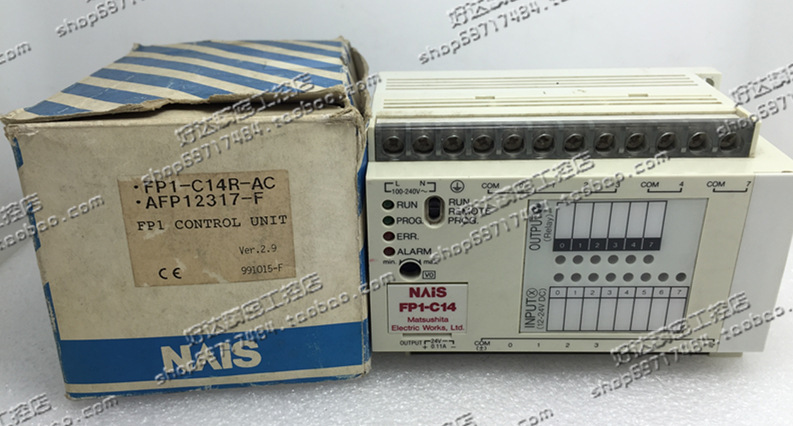 ·FP1-C14R-AC
·AFP12317-F
FP1 CONTROL UNIT
Ver.2.9
CE
991015-F
NAiS
L N
100-240V~
COM
3 COM 4 COM 7
RUN
PROG.
ERR.
ALARM
RUN
REMOTE
PROG.
min. max.
V0
NAiS
FP1-C14
Matsushita
Electric Works, Ltd.
OUTPUT
(Relay)
0 1 2 3 4 7
INPUT X
(12-24V DC)
0 1 2 3 4 5 6 7
OUTPUT 24V⎓ 0.11A
+ −
COM
(±)
0 1 2 3
shop59717484.taobao.com